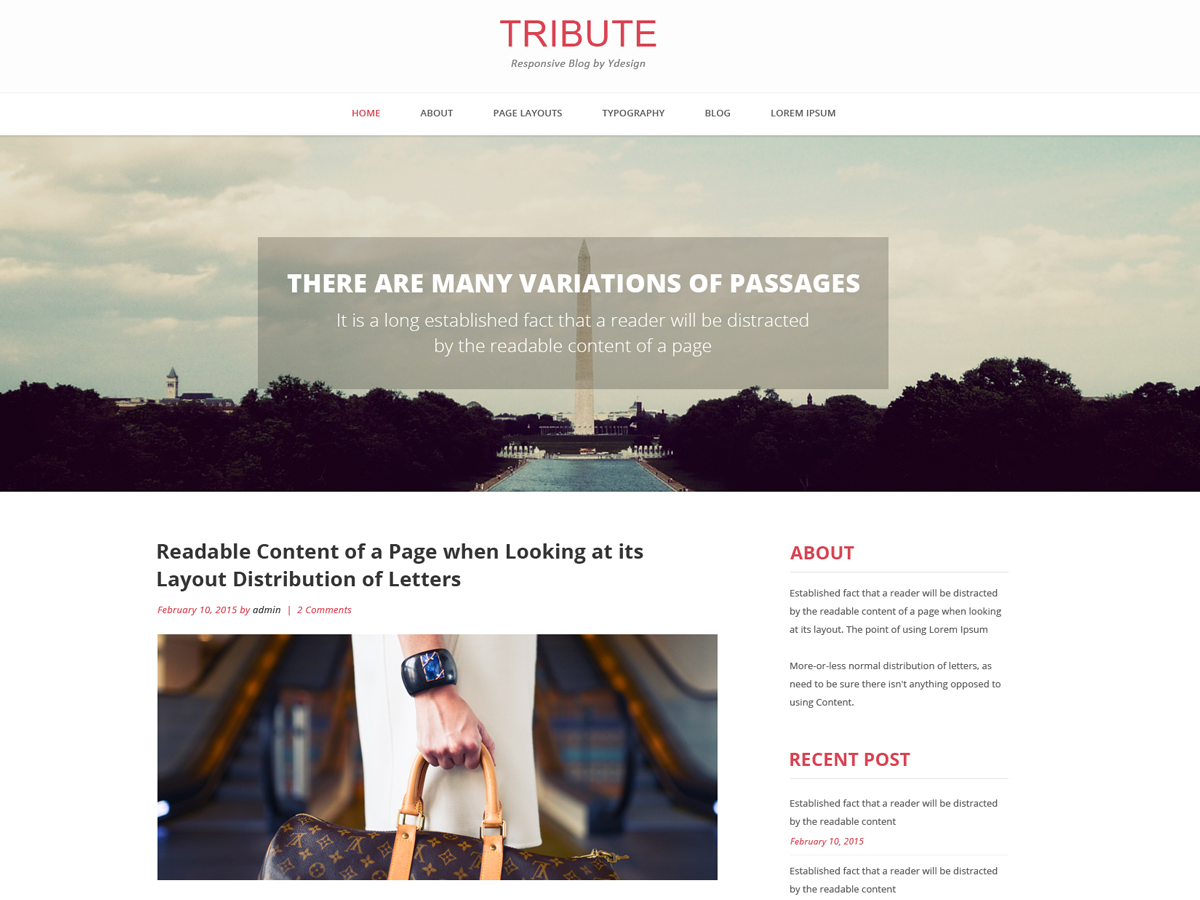 TRIBUTE
Responsive Blog by Ydesign
HOME ABOUT PAGE LAYOUTS TYPOGRAPHY BLOG LOREM IPSUM
THERE ARE MANY VARIATIONS OF PASSAGES
It is a long established fact that a reader will be distracted
by the readable content of a page
Readable Content of a Page when Looking at its
Layout Distribution of Letters
February 10, 2015 by admin | 2 Comments
ABOUT
Established fact that a reader will be distracted
by the readable content of a page when looking
at its layout. The point of using Lorem Ipsum
More-or-less normal distribution of letters, as
need to be sure there isn't anything opposed to
using Content.
RECENT POST
Established fact that a reader will be distracted
by the readable content
February 10, 2015
Established fact that a reader will be distracted
by the readable content